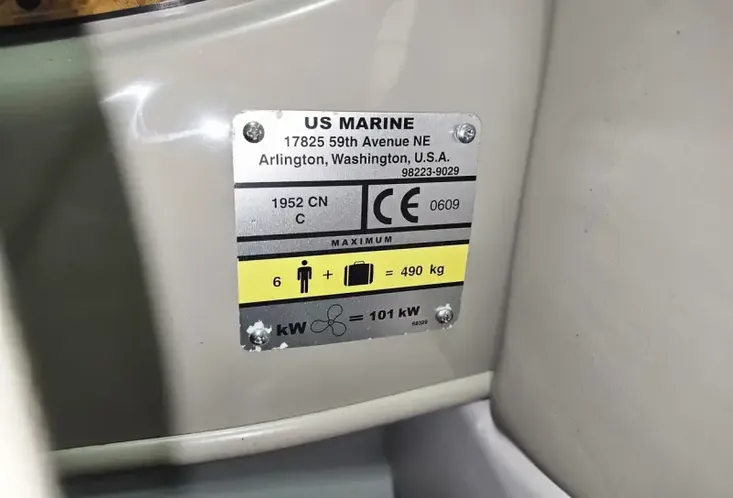 US MARINE
17825 59th Avenue NE
Arlington, Washington, U.S.A.
98223-9029
1952 CN
C
CE 0609
MAXIMUM
6 + = 490 kg
kW = 101 kW